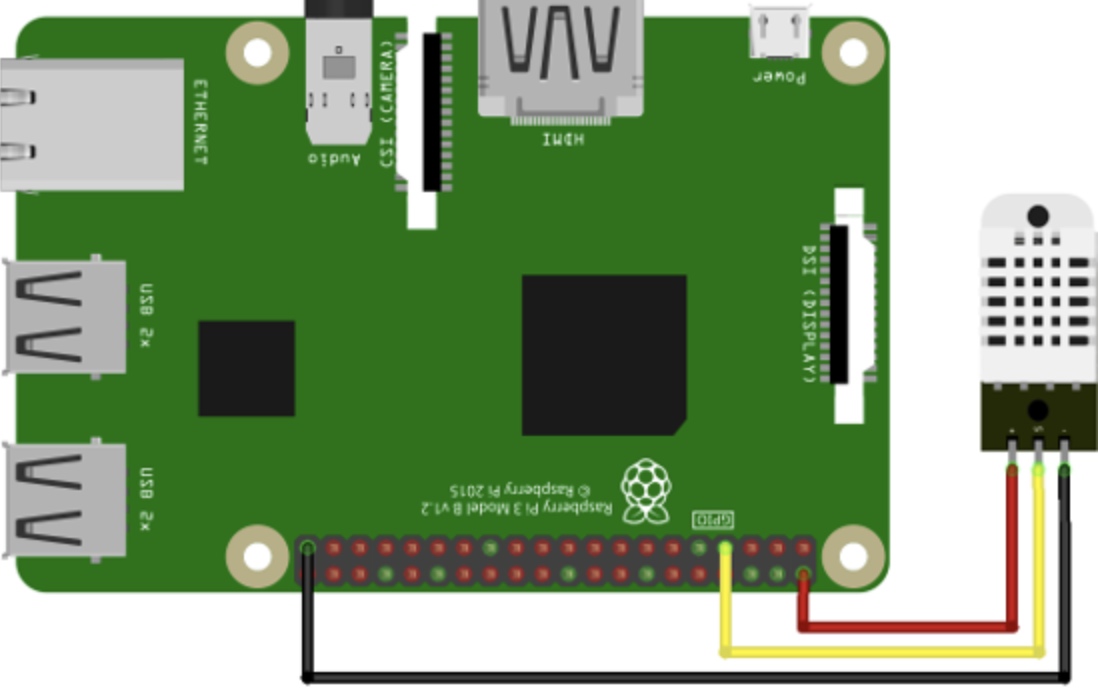 Power
HDMI
Audio
CSI (CAMERA)
ETHERNET
DSI (DISPLAY)
USB 2x
USB 2x
© Raspberry Pi 2015
Raspberry Pi 3 Model B v1.2
GPIO
+ S -